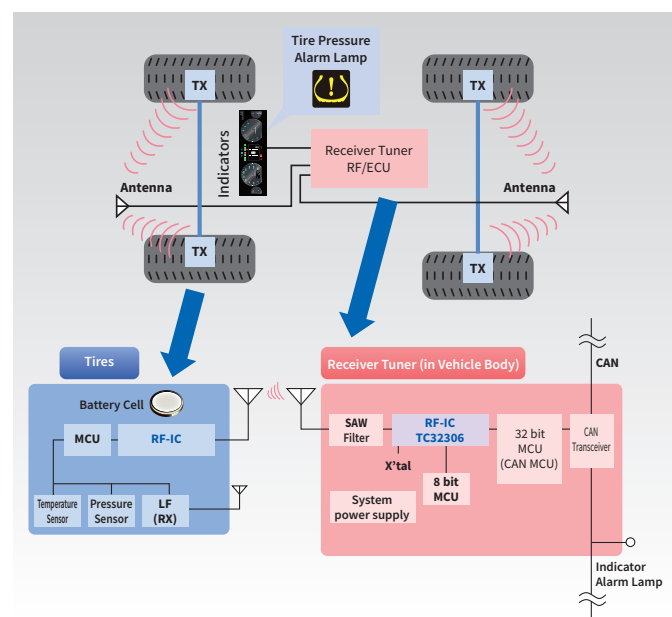 Tire Pressure
Alarm Lamp
TX
TX
Indicators
Receiver Tuner
RF/ECU
Antenna
Antenna
TX
TX
Tires
Receiver Tuner (in Vehicle Body)
CAN
Battery Cell
MCU
RF-IC
Temperature
Sensor
Pressure
Sensor
LF
(RX)
SAW
Filter
RF-IC
TC32306
32 bit
MCU
(CAN MCU)
CAN
Transceiver
X'tal
8 bit
MCU
System
power supply
Indicator
Alarm Lamp